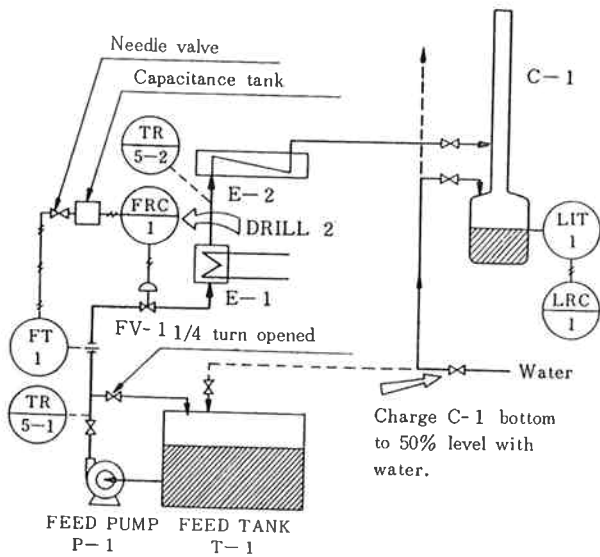 Needle valve
Capacitance tank
C-1
TR
5-2
E-2
FRC
1
DRILL 2
LIT
1
E-1
LRC
1
FV-1
1/4 turn opened
FT
1
Water
TR
5-1
Charge C-1 bottom
to 50% level with
water.
FEED PUMP
P-1
FEED TANK
T-1